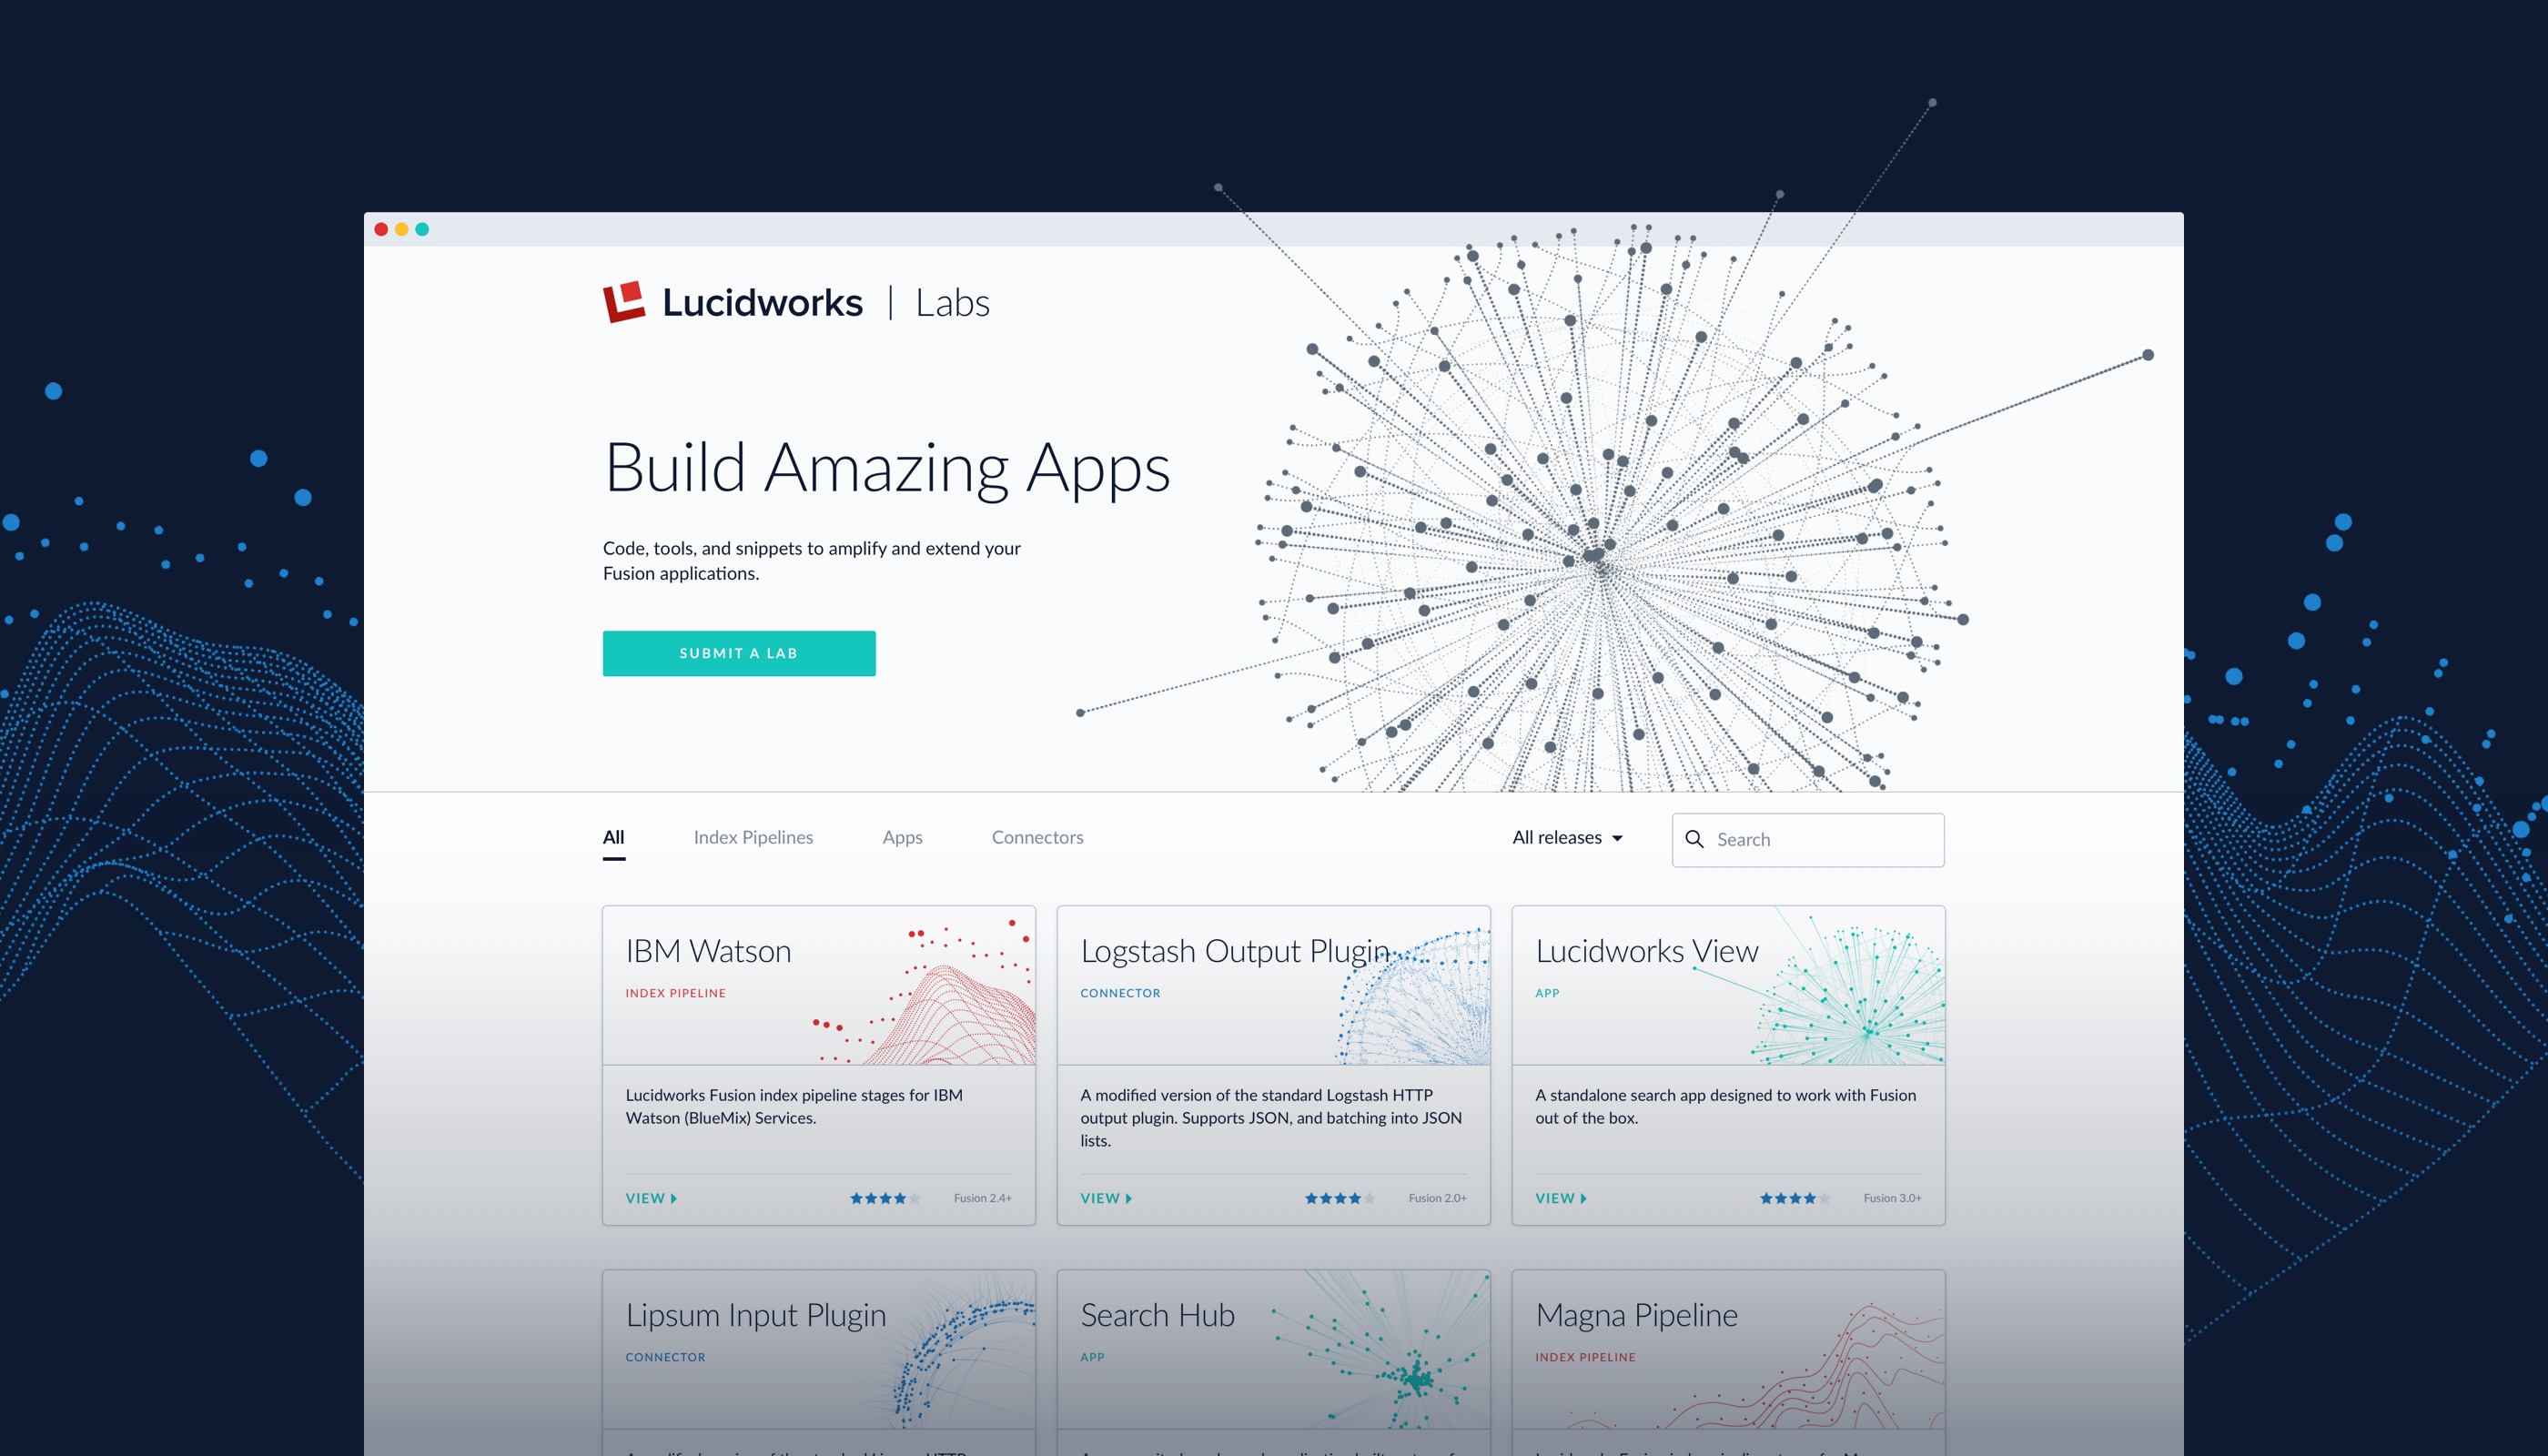 Lucidworks | Labs
Build Amazing Apps
Code, tools, and snippets to amplify and extend your
Fusion applications.
SUBMIT A LAB
All Index Pipelines Apps Connectors All releases Search
IBM Watson
INDEX PIPELINE
Lucidworks Fusion index pipeline stages for IBM
Watson (BlueMix) Services.
VIEW Fusion 2.4+
Logstash Output Plugin
CONNECTOR
A modified version of the standard Logstash HTTP
output plugin. Supports JSON, and batching into JSON
lists.
VIEW Fusion 2.0+
Lucidworks View
APP
A standalone search app designed to work with Fusion
out of the box.
VIEW Fusion 3.0+
Lipsum Input Plugin
CONNECTOR
Search Hub
APP
Magna Pipeline
INDEX PIPELINE